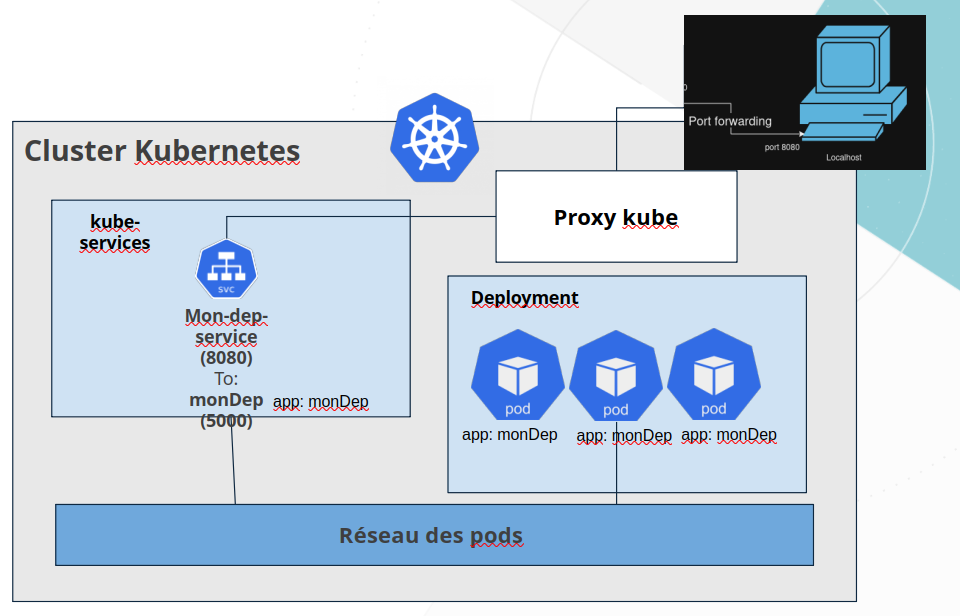 Port forwarding
port 8080
Localhost
Cluster Kubernetes
Proxy kube
kube-
services
svc
Mon-dep-
service
(8080)
To:
monDep
(5000)
app: monDep
Deployment
pod
pod
pod
app: monDep
app: monDep
app: monDep
Réseau des pods